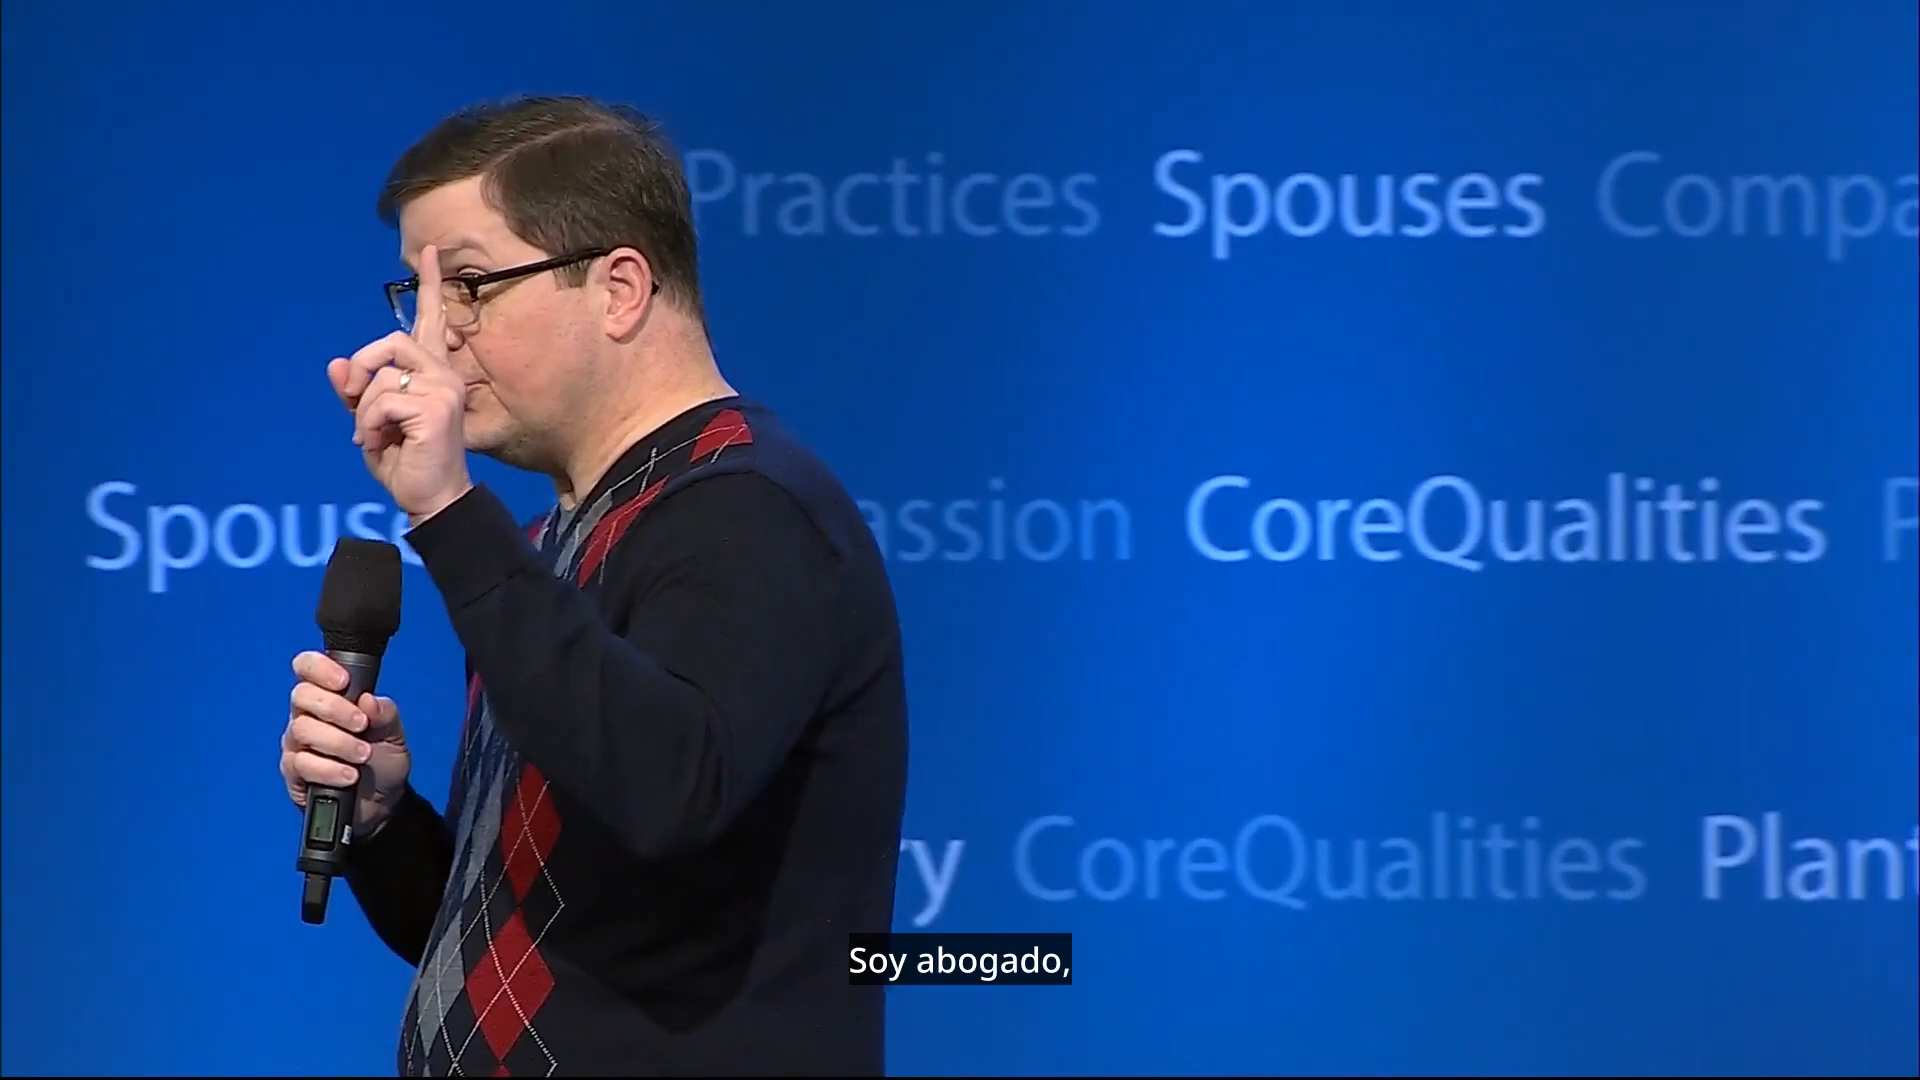 Practices Spouses Compa
Spouse assion CoreQualities P
ry CoreQualities Plant
Soy abogado,